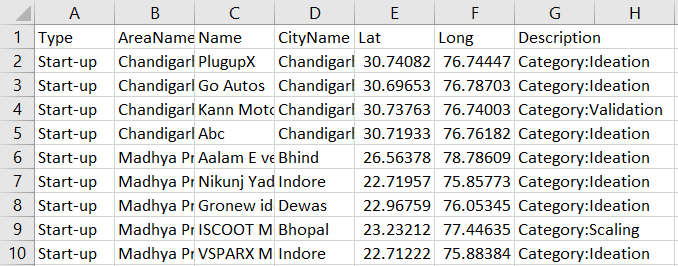 A B C D E F G H
1 Type AreaName Name CityName Lat Long Description
2 Start-up Chandigarl PlugupX Chandigarl 30.74082 76.74447 Category:Ideation
3 Start-up Chandigarl Go Autos Chandigarl 30.69653 76.78703 Category:Ideation
4 Start-up Chandigarl Kann Moto Chandigarl 30.73763 76.74003 Category:Validation
5 Start-up Chandigarl Abc Chandigarl 30.71933 76.76182 Category:Ideation
6 Start-up Madhya Pr Aalam E ve Bhind 26.56378 78.78609 Category:Ideation
7 Start-up Madhya Pr Nikunj Yad Indore 22.71957 75.85773 Category:Ideation
8 Start-up Madhya Pr Gronew id Dewas 22.96759 76.05345 Category:Ideation
9 Start-up Madhya Pr ISCOOT M Bhopal 23.23212 77.44635 Category:Scaling
10 Start-up Madhya Pr VSPARX M Indore 22.71222 75.88384 Category:Ideation